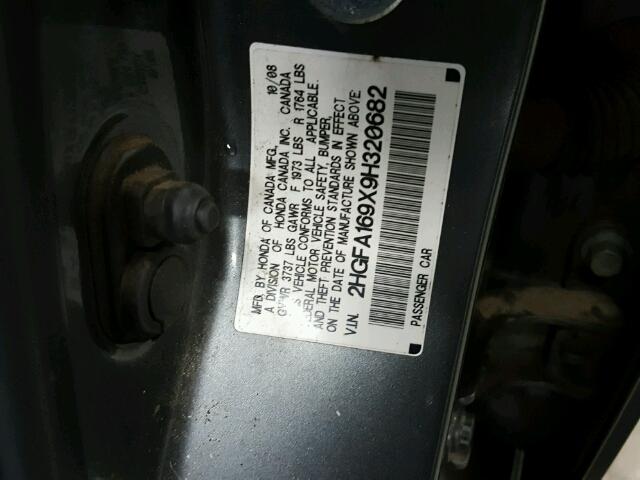 MFD. BY HONDA OF CANADA MFG. 10/08
A DIVISION OF HONDA CANADA INC. CANADA
GVWR 3737 LBS GAWR F 1973 LBS R 1764 LBS
VEHICLE CONFORMS TO ALL APPLICABLE
MOTOR VEHICLE SAFETY, BUMPER,
AND THEFT PREVENTION STANDARDS IN EFFECT
ON THE DATE OF MANUFACTURE SHOWN ABOVE.
V.I.N. 2HGFA169X9H320682
PASSENGER CAR